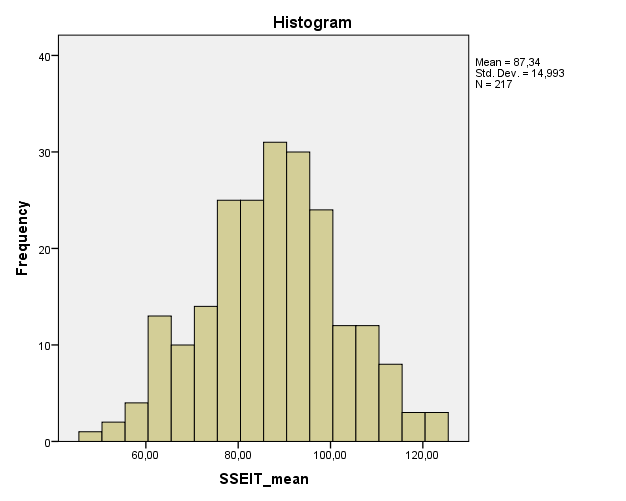 Histogram
Mean = 87,34
Std. Dev. = 14,993
N = 217
Frequency
40
30
20
10
0
60,00 80,00 100,00 120,00
SSEIT_mean